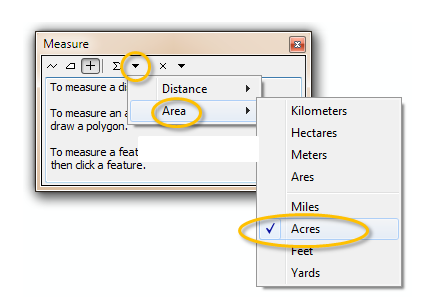 Measure
Σ
To measure a di
To measure an a
draw a polygon.
To measure a feat
then click a feature.
Distance
Area
Kilometers
Hectares
Meters
Ares
Miles
Acres
Feet
Yards